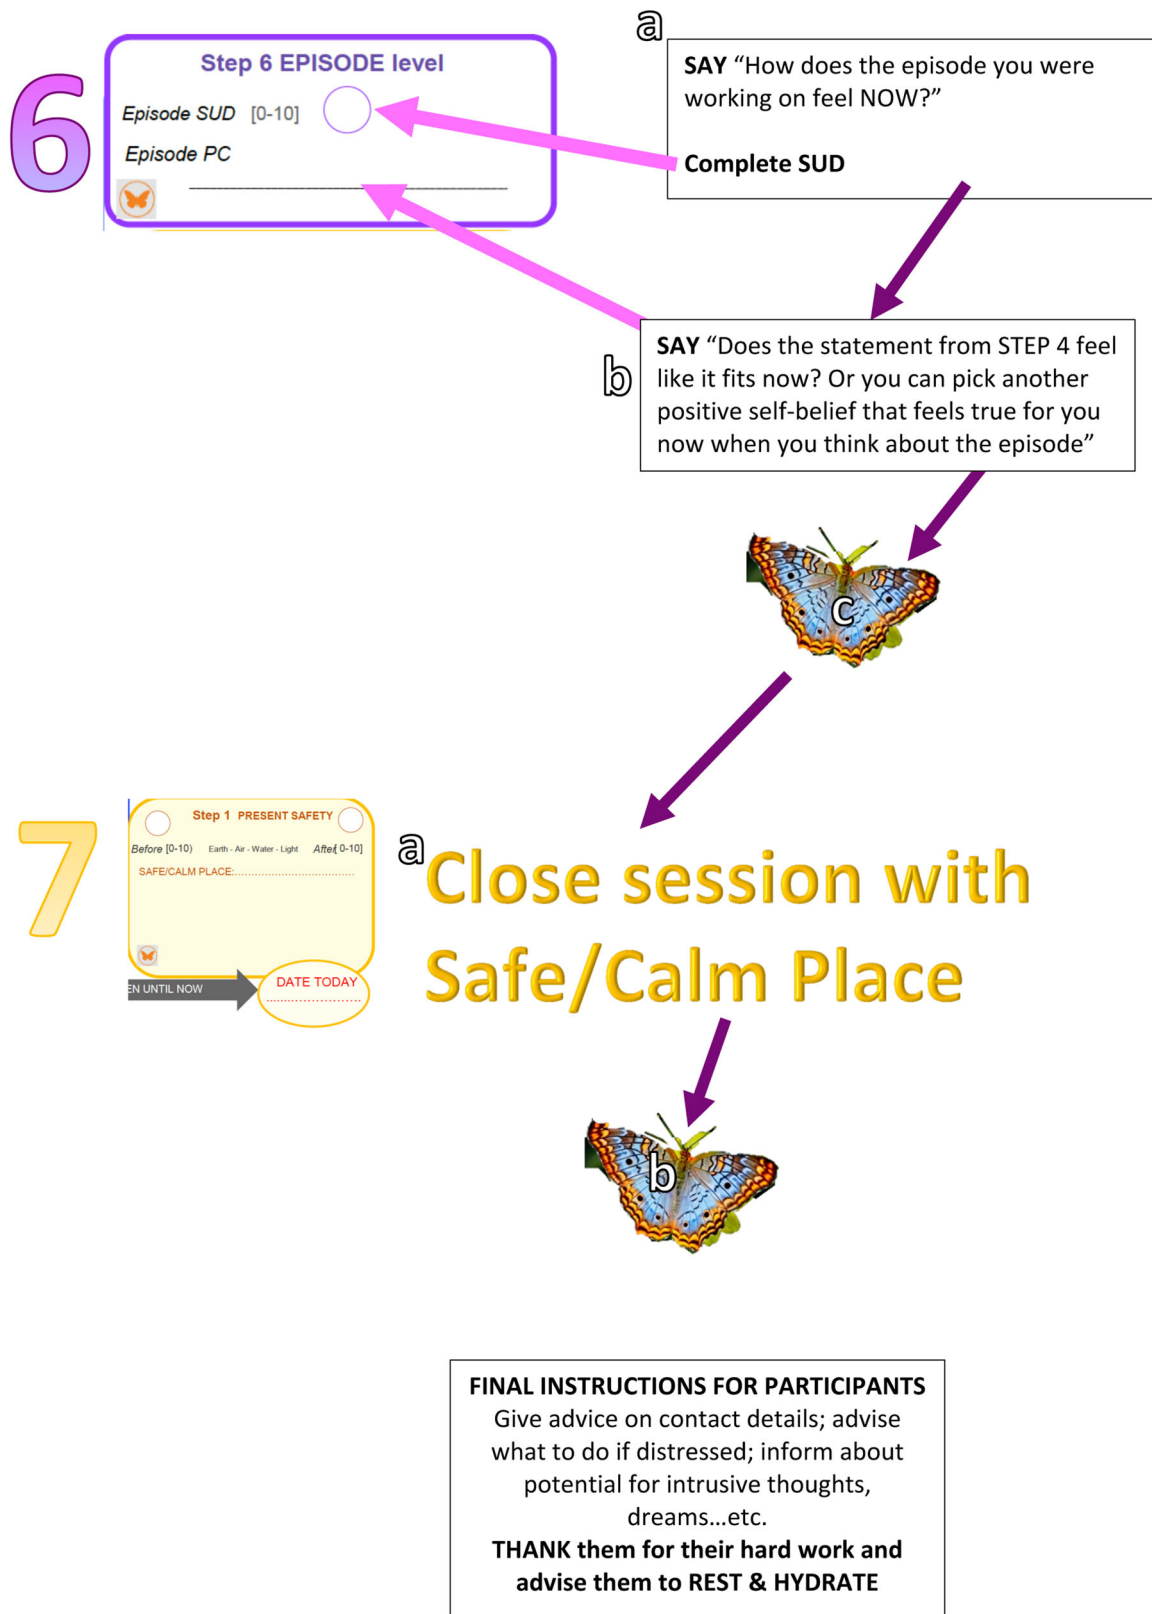 6
Step 6 EPISODE level
Episode SUD [0-10]
Episode PC
a
SAY “How does the episode you were
working on feel NOW?”
Complete SUD
b
SAY “Does the statement from STEP 4 feel
like it fits now? Or you can pick another
positive self-belief that feels true for you
now when you think about the episode”
c
7
Step 1 PRESENT SAFETY
Before [0-10) Earth - Air - Water - Light After[ 0-10]
SAFE/CALM PLACE:..................................
EN UNTIL NOW
DATE TODAY
......................
a
Close session with
Safe/Calm Place
b
FINAL INSTRUCTIONS FOR PARTICIPANTS
Give advice on contact details; advise
what to do if distressed; inform about
potential for intrusive thoughts,
dreams...etc.
THANK them for their hard work and
advise them to REST & HYDRATE